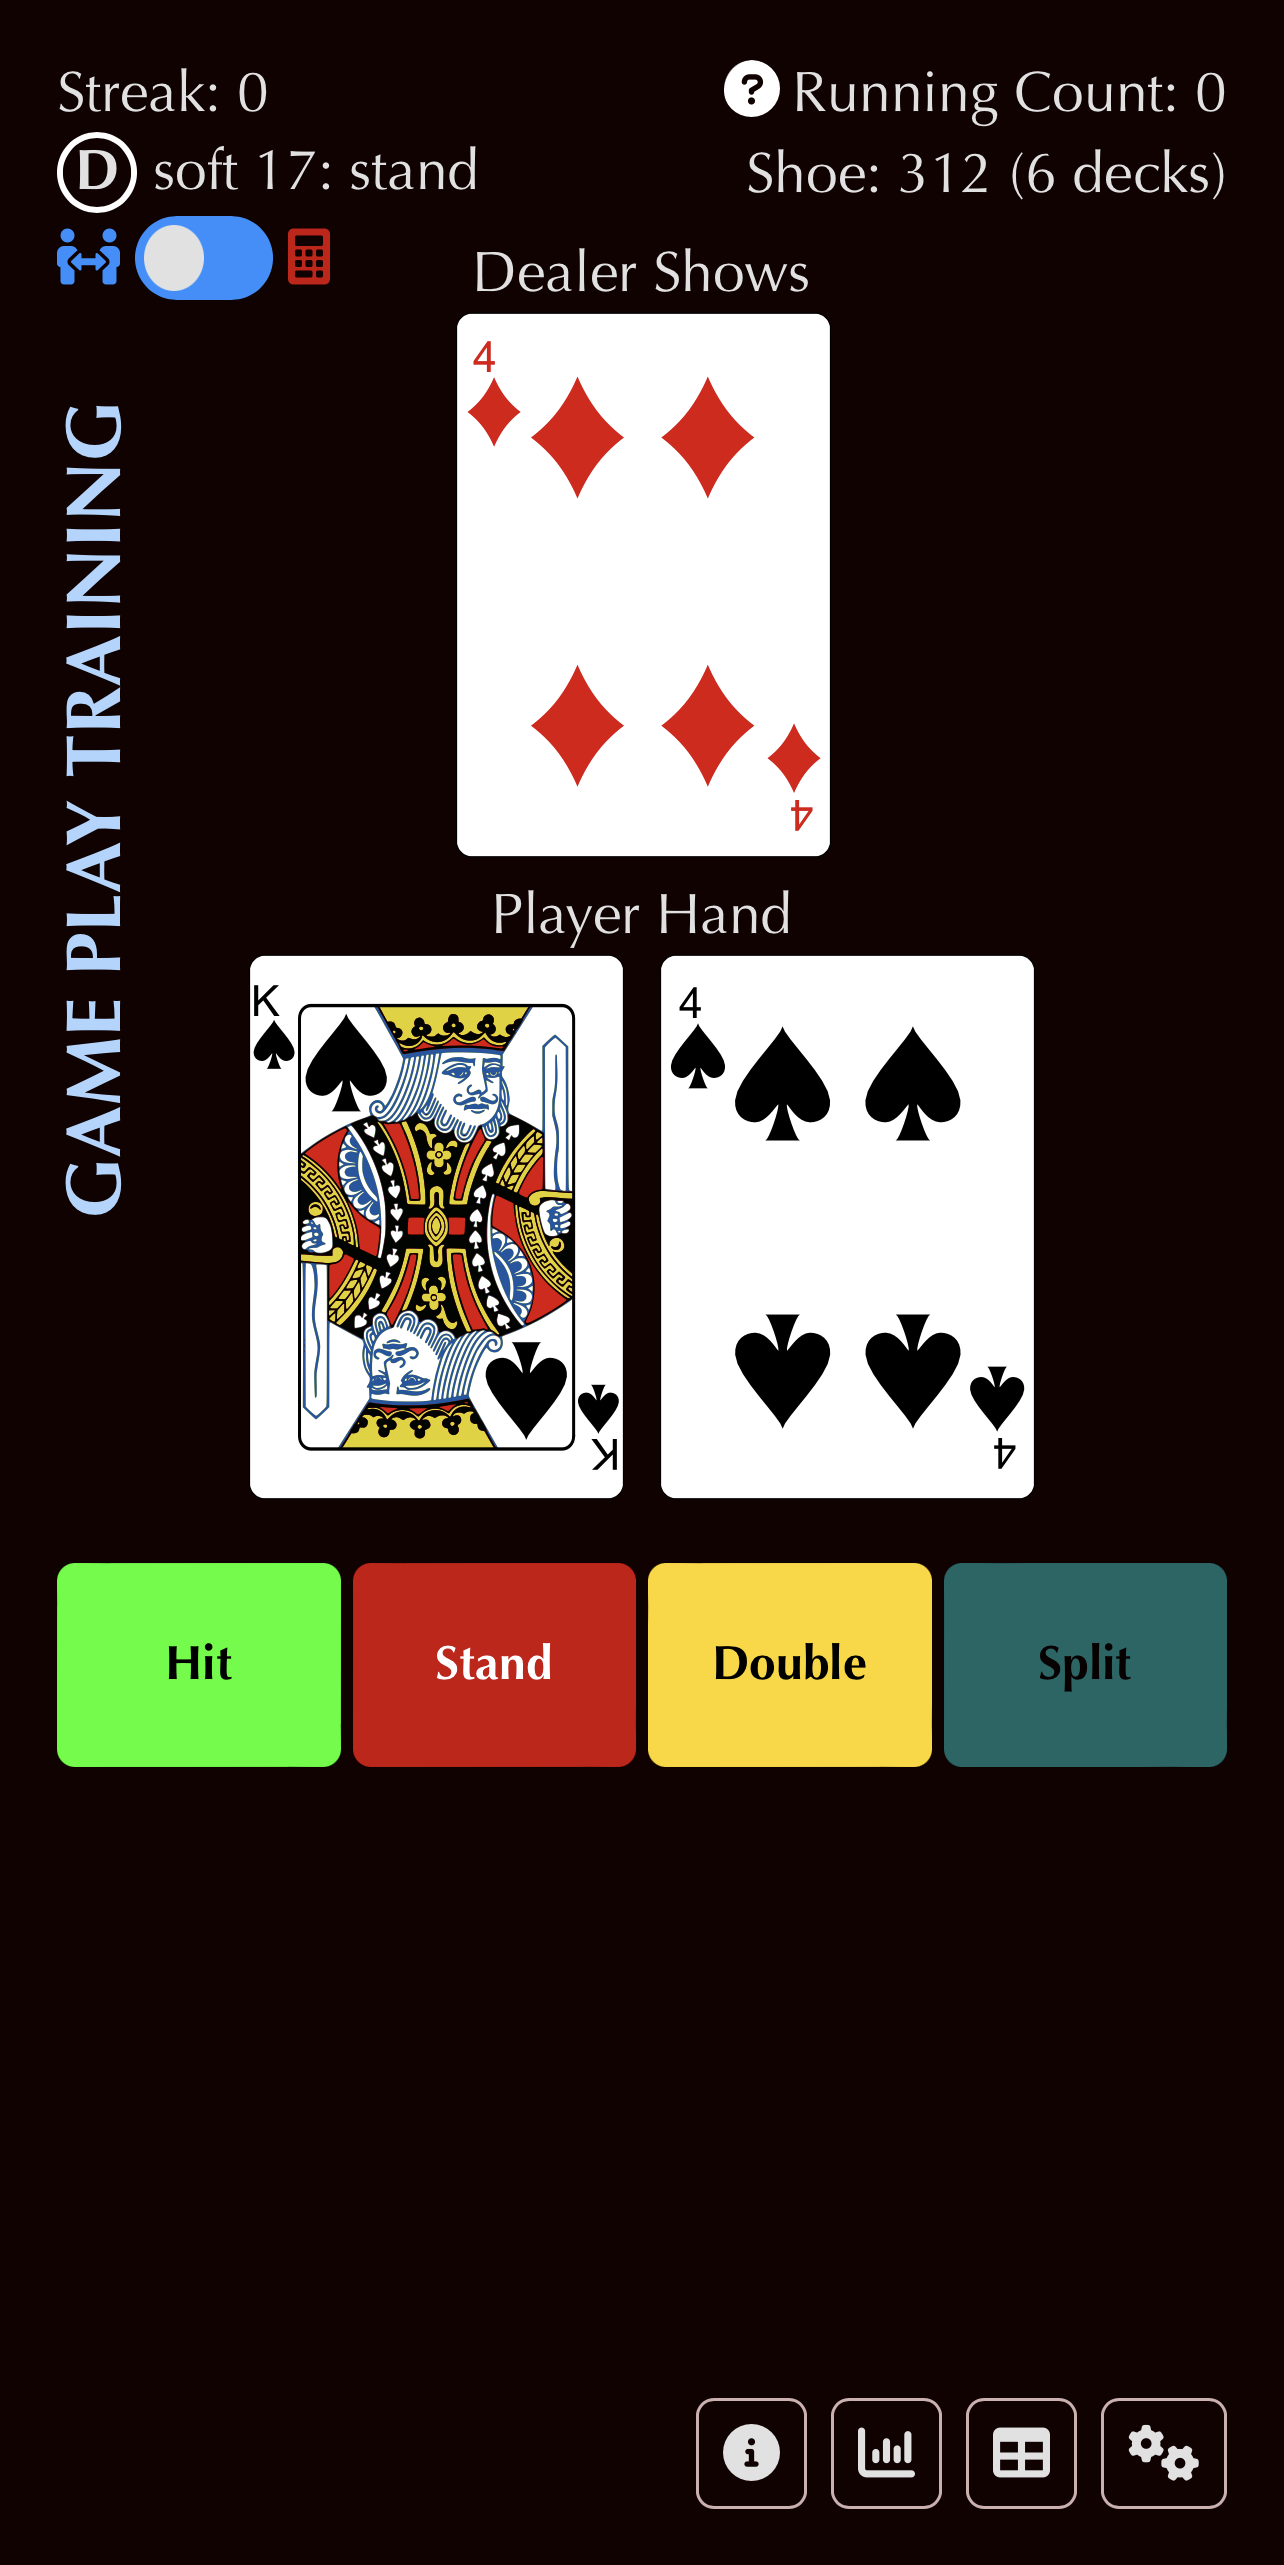 Streak: 0
? Running Count: 0
D soft 17: stand
Shoe: 312 (6 decks)
Dealer Shows
4
4
GAME PLAY TRAINING
Player Hand
K
K
4
4
Hit
Stand
Double
Split